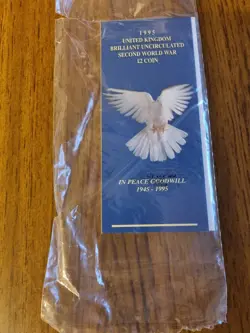 1995
UNITED KINGDOM
BRILLIANT UNCIRCULATED
SECOND WORLD WAR
£2 COIN
IN PEACE GOODWILL
1945 - 1995